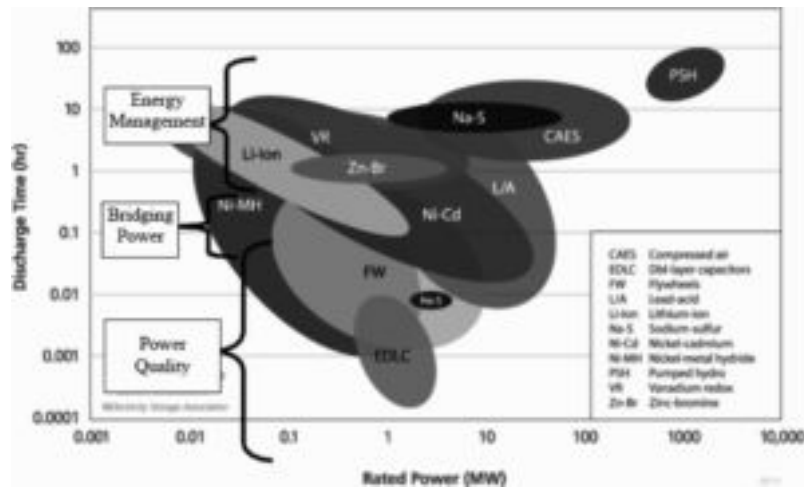 100
10
1
0.1
0.01
0.001
0.0001
Discharge Time (hr)
Energy
Management
Bridging
Power
Power
Quality
PSH
Na-S
CAES
VR
Li-Ion
Zn-Br
L/A
Ni-MH
Ni-Cd
FW
Na-S
EDLC
CAES Compressed air
EDLC Dbl-layer capacitors
FW Flywheels
L/A Lead-acid
Li-Ion Lithium-ion
Na-S Sodium-sulfur
Ni-Cd Nickel-cadmium
Ni-MH Nickel-metal hydride
PSH Pumped hydro
VR Vanadium redox
Zn-Br Zinc-bromine
Electricity Storage Association
0.001
0.01
0.1
1
10
100
1000
10,000
Rated Power (MW)